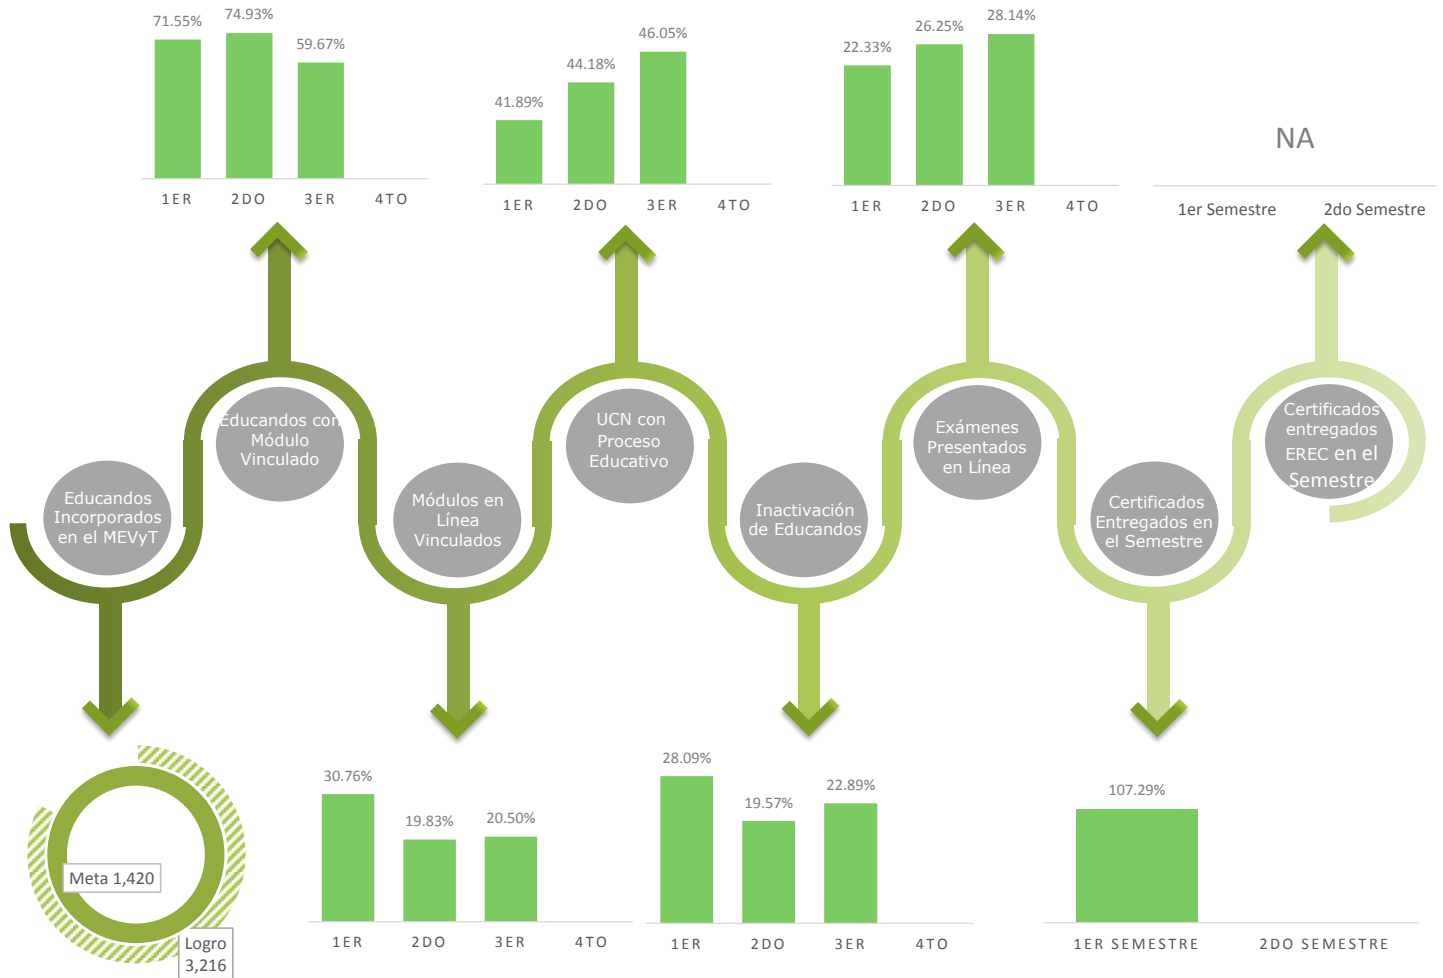 71.55%
74.93%
59.67%
1ER
2DO
3ER
4TO
41.89%
44.18%
46.05%
1ER
2DO
3ER
4TO
22.33%
26.25%
28.14%
1ER
2DO
3ER
4TO
NA
1er Semestre
2do Semestre
Educandos
Incorporados
en el MEVyT
Educandos con
Módulo
Vinculado
Módulos en
Línea
Vinculados
UCN con
Proceso
Educativo
Inactivación
de Educandos
Exámenes
Presentados
en Línea
Certificados
Entregados en
el Semestre
Certificados
entregados
EREC en el
Semestre
Meta 1,420
Logro
3,216
30.76%
19.83%
20.50%
1ER
2DO
3ER
4TO
28.09%
19.57%
22.89%
1ER
2DO
3ER
4TO
107.29%
1ER SEMESTRE
2DO SEMESTRE